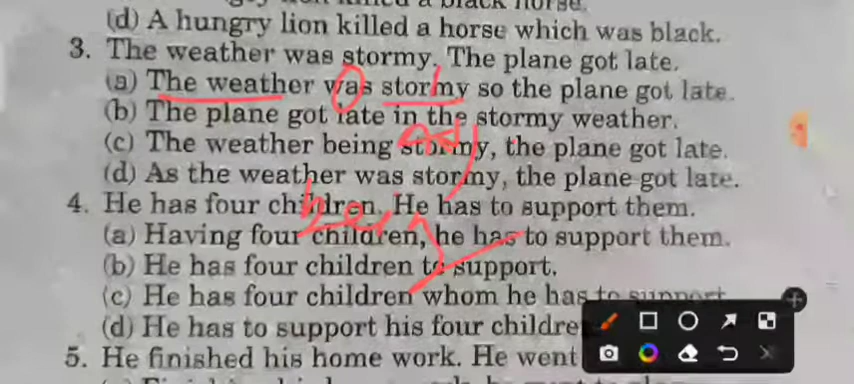 killed a black horse.
(d) A hungry lion killed a horse which was black.
3. The weather was stormy. The plane got late.
(a) The weather was stormy so the plane got late.
(b) The plane got late in the stormy weather.
(c) The weather being stormy, the plane got late.
(d) As the weather was stormy, the plane got late.
4. He has four children. He has to support them.
(a) Having four children, he has to support them.
(b) He has four children to support.
(c) He has four children whom he has to support
(d) He has to support his four childre
5. He finished his home work. He went